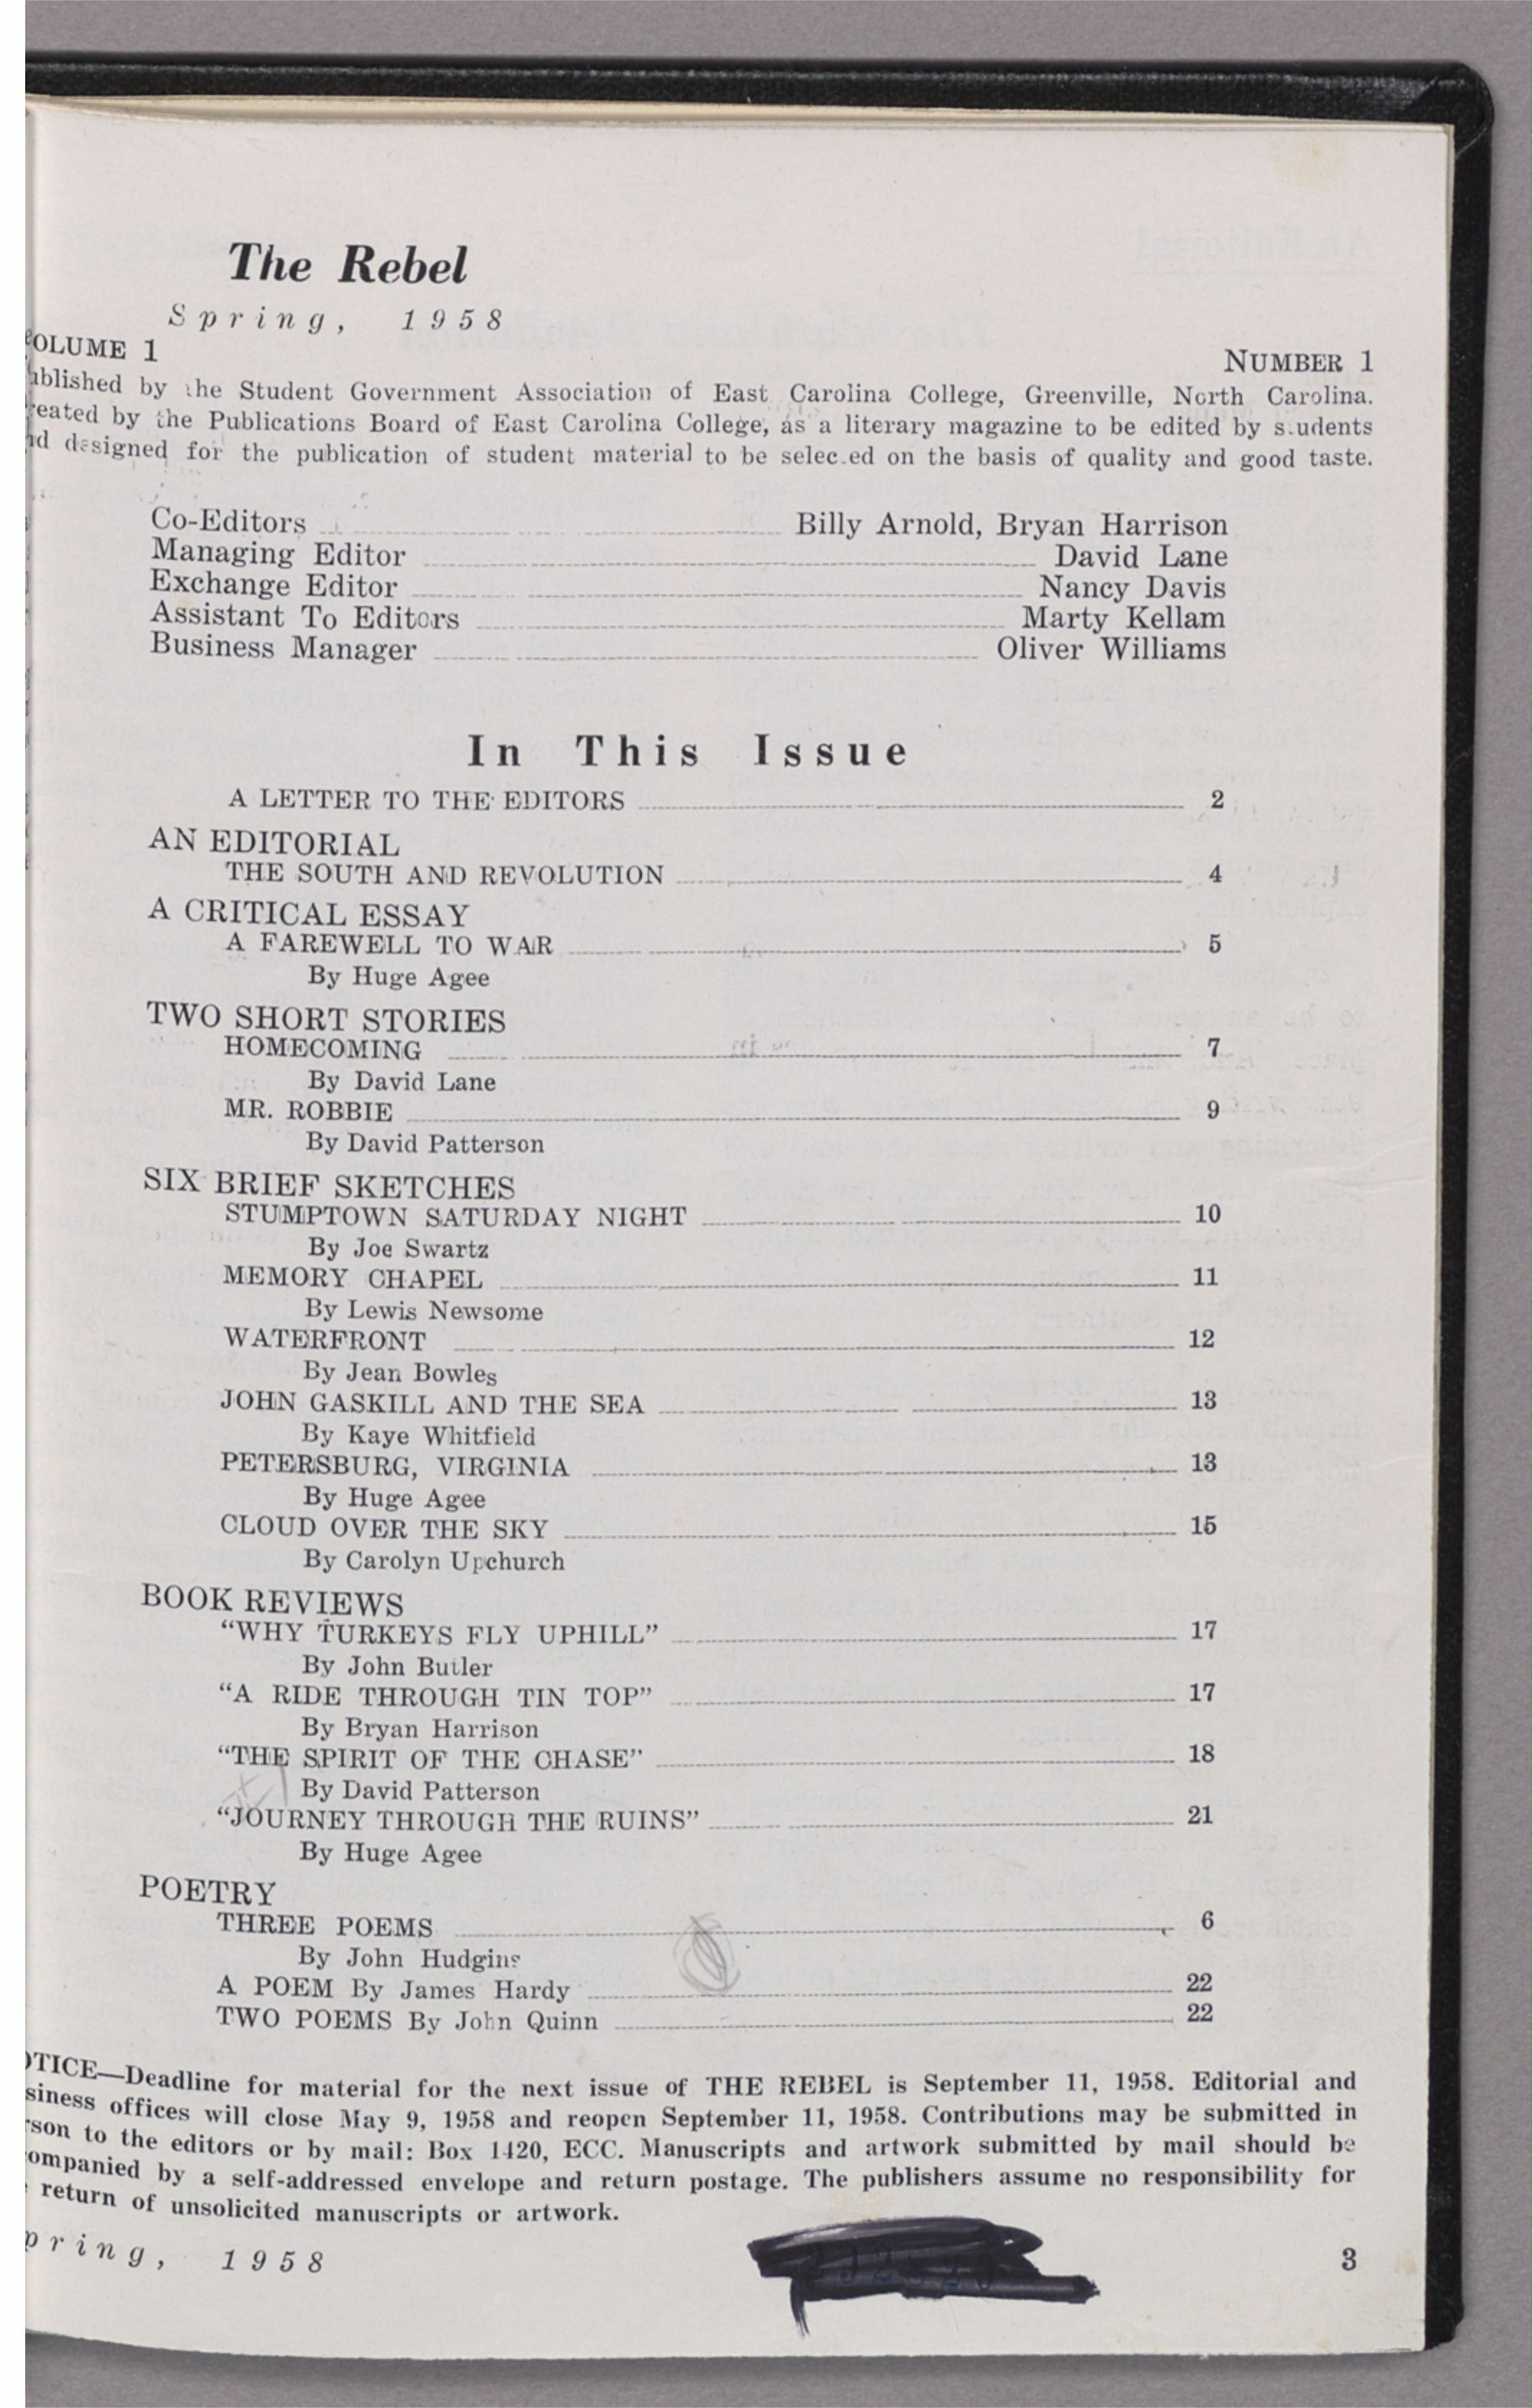 The Rebel
Spring, 1958
OLUME 1
NUMBER 1
blished by the Student Government Association of East Carolina College, Greenville, North Carolina.
eated by the Publications Board of East Carolina College, as a literary magazine to be edited by students
d designed for the publication of student material to be selected on the basis of quality and good taste.
Co-Editors Billy Arnold, Bryan Harrison
Managing Editor David Lane
Exchange Editor Nancy Davis
Assistant To Editors Marty Kellam
Business Manager Oliver Williams
In This Issue
A LETTER TO THE EDITORS 2
AN EDITORIAL
THE SOUTH AND REVOLUTION 4
A CRITICAL ESSAY
A FAREWELL TO WAR 5
By Huge Agee
TWO SHORT STORIES
HOMECOMING 7
By David Lane
MR. ROBBIE 9
By David Patterson
SIX BRIEF SKETCHES
STUMPTOWN SATURDAY NIGHT 10
By Joe Swartz
MEMORY CHAPEL 11
By Lewis Newsome
WATERFRONT 12
By Jean Bowles
JOHN GASKILL AND THE SEA 13
By Kaye Whitfield
PETERSBURG, VIRGINIA 13
By Huge Agee
CLOUD OVER THE SKY 15
By Carolyn Upchurch
BOOK REVIEWS
"WHY TURKEYS FLY UPHILL" 17
By John Butler
"A RIDE THROUGH TIN TOP" 17
By Bryan Harrison
"THE SPIRIT OF THE CHASE" 18
By David Patterson
"JOURNEY THROUGH THE RUINS" 21
By Huge Agee
POETRY
THREE POEMS 6
By John Hudgins
A POEM By James Hardy 22
TWO POEMS By John Quinn 22
OTICE—Deadline for material for the next issue of THE REBEL is September 11, 1958. Editorial and
siness offices will close May 9, 1958 and reopen September 11, 1958. Contributions may be submitted in
rson to the editors or by mail: Box 1420, ECC. Manuscripts and artwork submitted by mail should be
ompanied by a self-addressed envelope and return postage. The publishers assume no responsibility for
return of unsolicited manuscripts or artwork.
pring, 1958
3